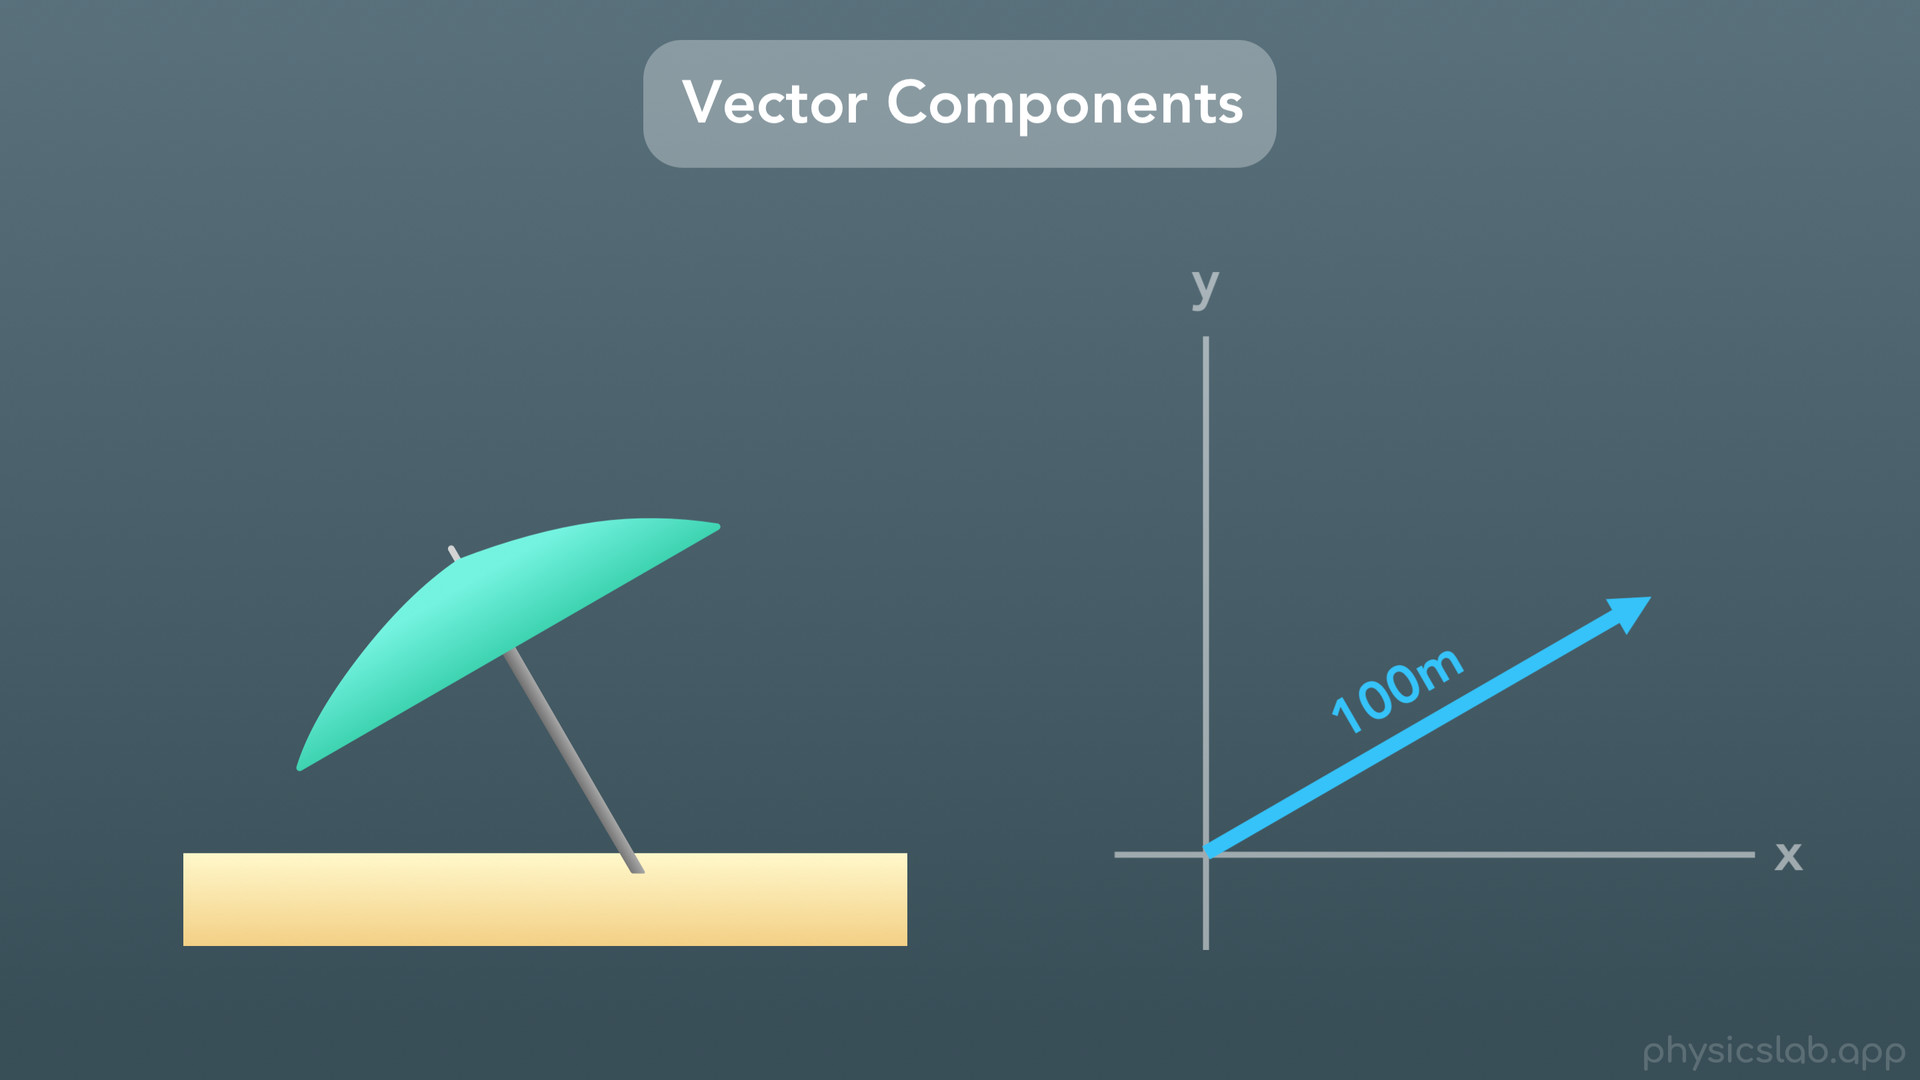 Vector Components
y
100m
x
physicslab.app